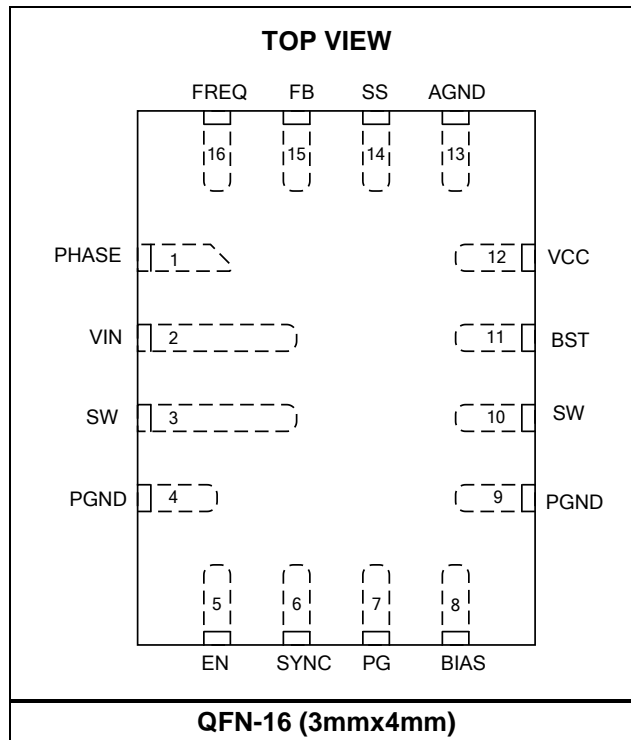 TOP VIEW
FREQ FB SS AGND
16 15 14 13
PHASE 1 12 VCC
VIN 2 11 BST
SW 3 10 SW
PGND 4 9 PGND
5 6 7 8
EN SYNC PG BIAS
QFN-16 (3mmx4mm)